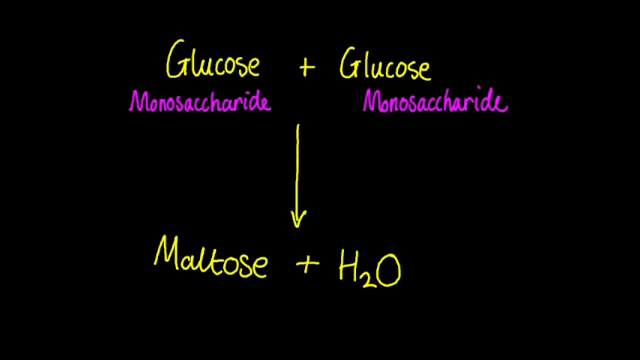 Glucose + Glucose
Monosaccharide Monosaccharide
Maltose + H₂O